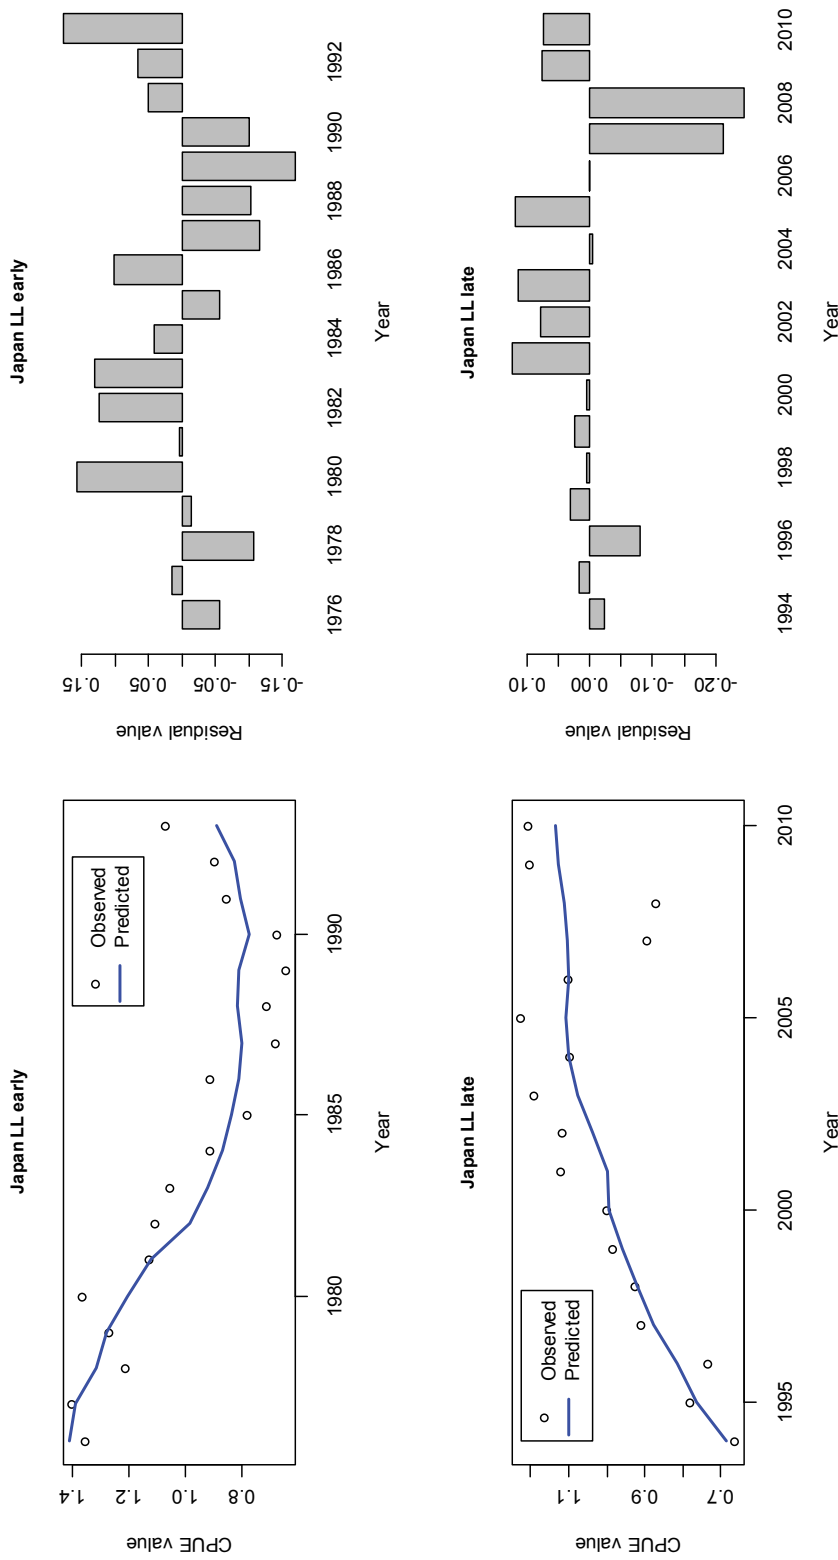 Japan LL early
CPUE value
1.4
1.2
1.0
0.8
Observed
Predicted
1980
1985
1990
Year
Japan LL early
Residual value
0.15
0.05
-0.05
-0.15
1976
1978
1980
1982
1984
1986
1988
1990
1992
Year
Japan LL late
CPUE value
1.1
0.9
0.7
Observed
Predicted
1995
2000
2005
2010
Year
Japan LL late
Residual value
0.10
0.00
-0.10
-0.20
1994
1996
1998
2000
2002
2004
2006
2008
2010
Year